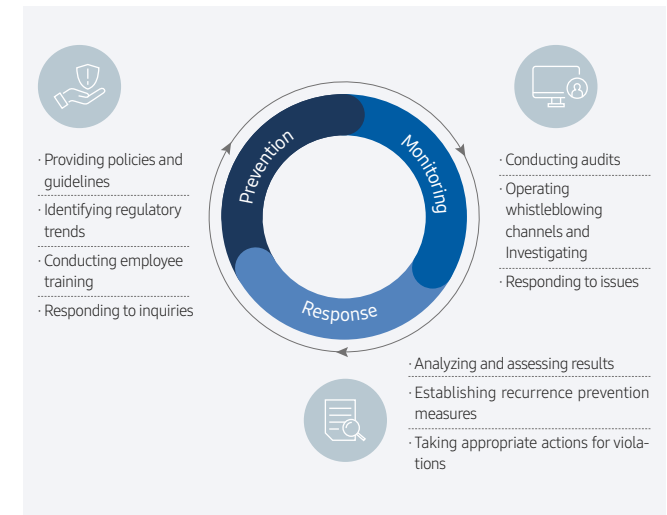 Prevention
· Providing policies and
guidelines
· Identifying regulatory
trends
· Conducting employee
training
· Responding to inquiries
Monitoring
· Conducting audits
· Operating
whistleblowing
channels and
Investigating
· Responding to issues
Response
· Analyzing and assessing results
· Establishing recurrence prevention
measures
· Taking appropriate actions for viola-
tions